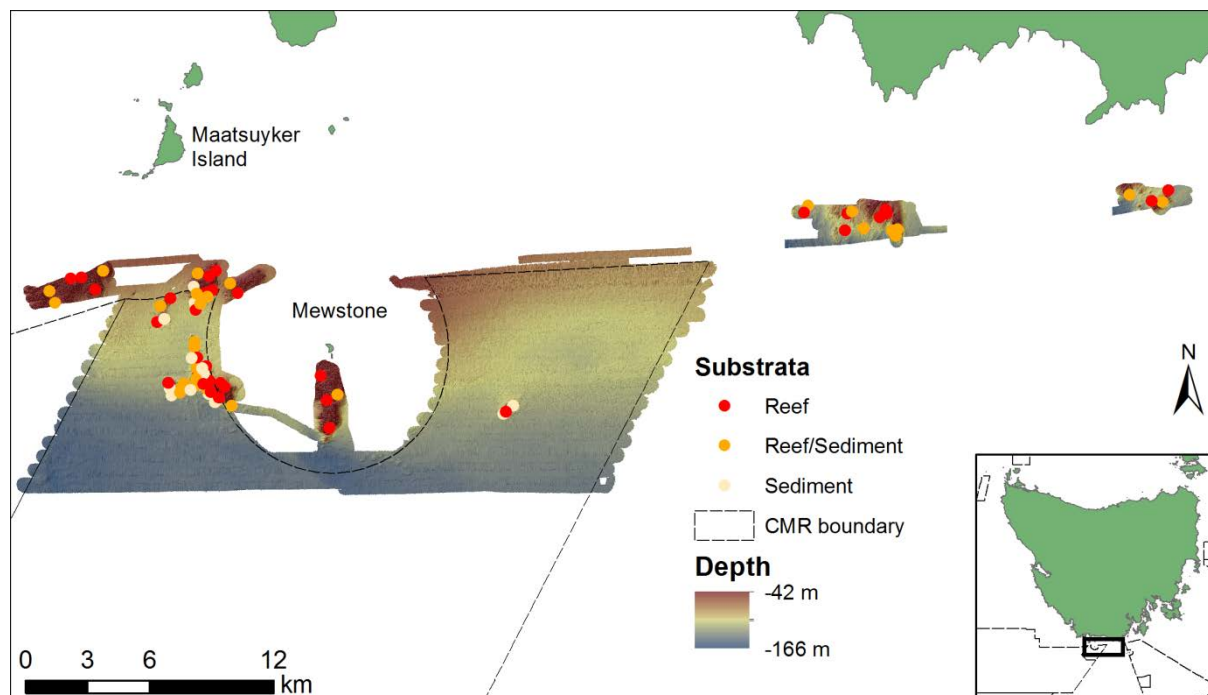 Maatsuyker
Island
Mewstone
N
Substrata
Reef
Reef/Sediment
Sediment
CMR boundary
Depth
-42 m
-166 m
0 3 6 12
km